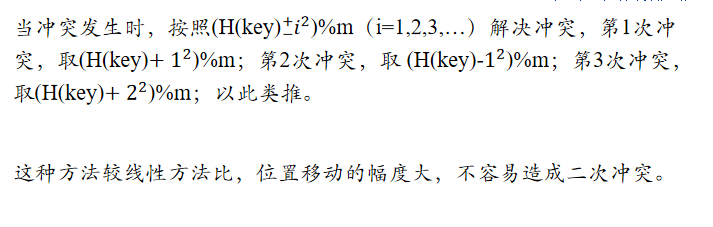 当冲突发生时，按照(H(key)±i²)%m（i=1,2,3,…）解决冲突，第1次冲
突，取(H(key)+ 1²)%m；第2次冲突，取 (H(key)-1²)%m；第3次冲突，
取(H(key)+ 2²)%m；以此类推。
这种方法较线性方法比，位置移动的幅度大，不容易造成二次冲突。